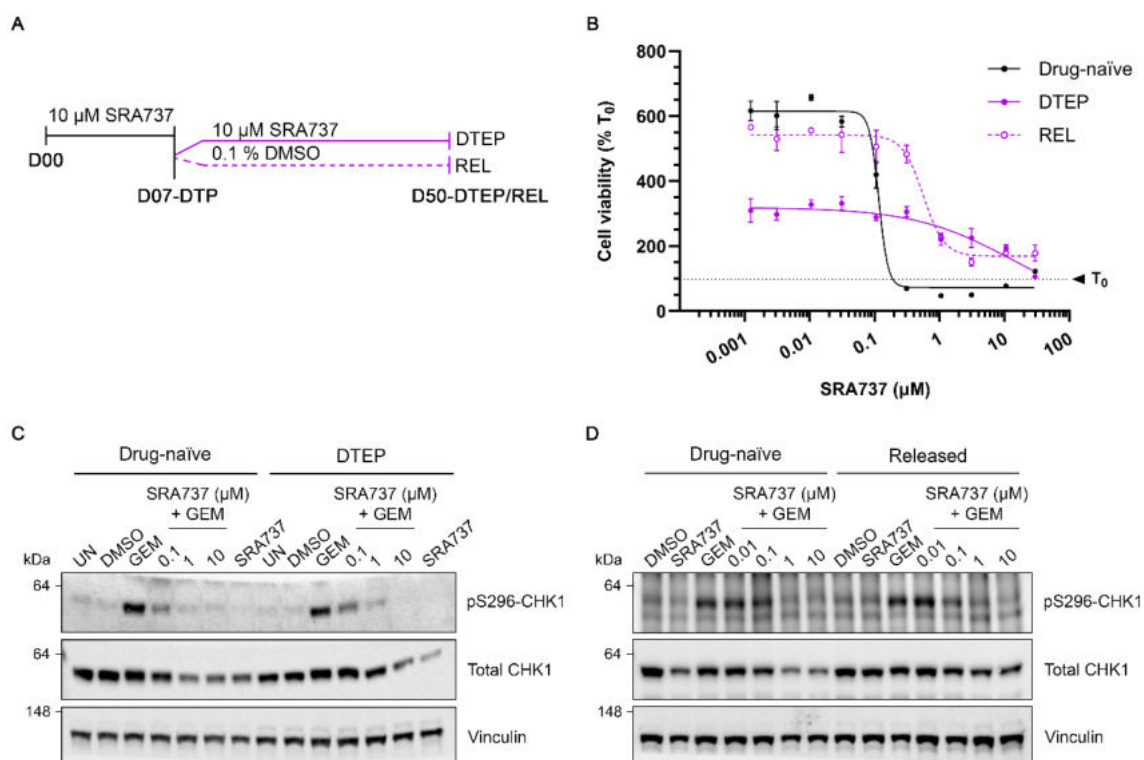 A
10 µM SRA737
10 µM SRA737
DTEP
0.1 % DMSO
REL
D00
D07-DTP
D50-DTEP/REL
B
800
600
400
200
0
Cell viability (% T0)
Drug-naïve
DTEP
REL
T0
0.001
0.01
0.1
1
10
100
SRA737 (µM)
C
Drug-naïve
DTEP
SRA737 (µM)
+ GEM
SRA737 (µM)
+ GEM
kDa
UN
DMSO
GEM
0.1
1
10
SRA737
UN
DMSO
GEM
0.1
1
10
SRA737
64
pS296-CHK1
64
Total CHK1
148
Vinculin
D
Drug-naïve
Released
SRA737 (µM)
+ GEM
SRA737 (µM)
+ GEM
kDa
DMSO
SRA737
GEM
0.01
0.1
1
10
DMSO
SRA737
GEM
0.01
0.1
1
10
64
pS296-CHK1
64
Total CHK1
148
Vinculin